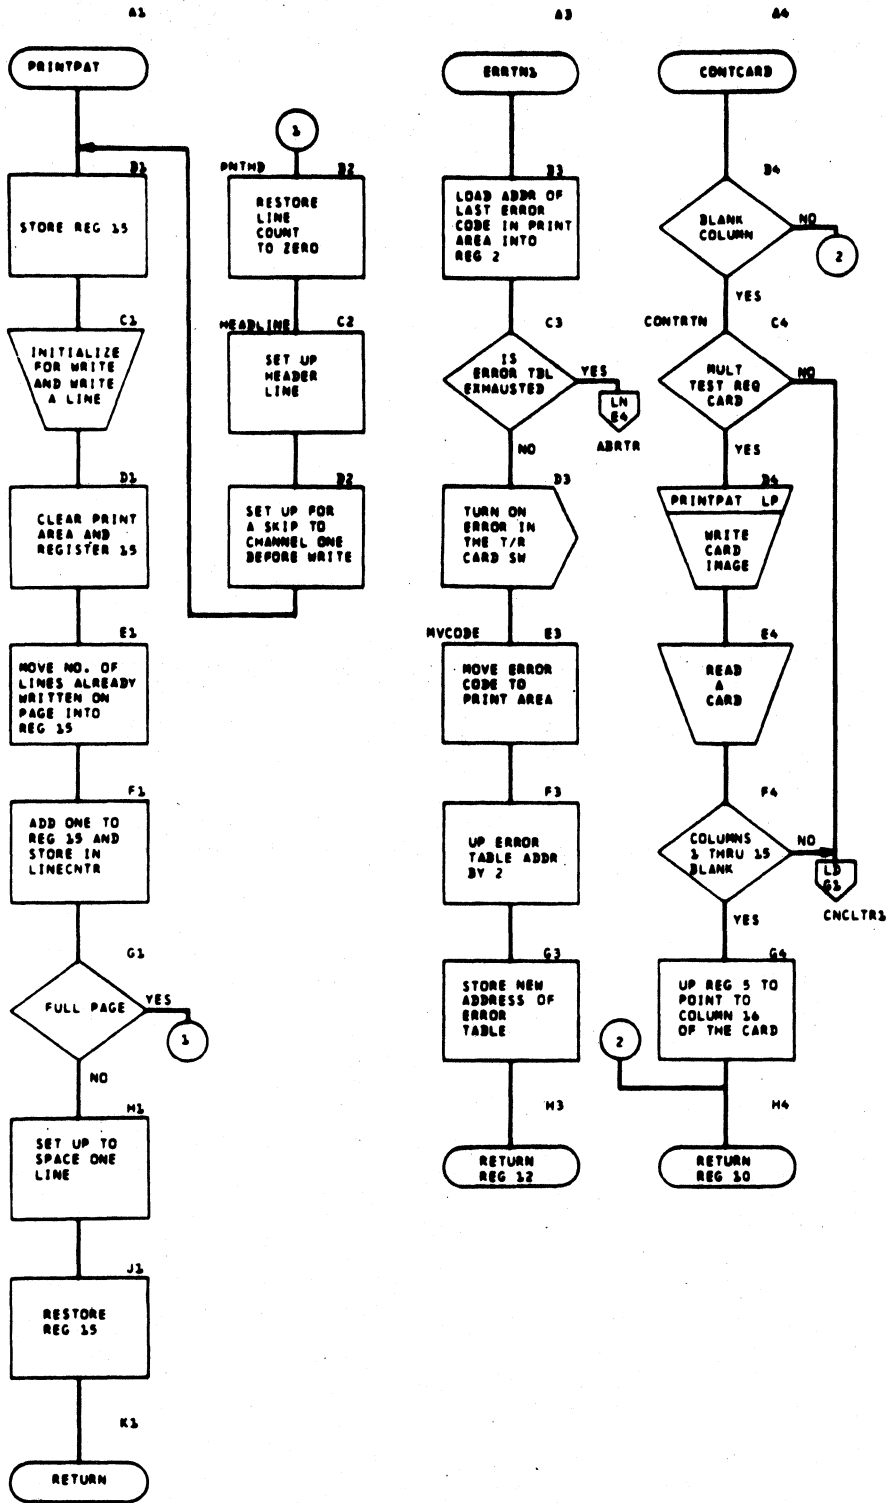 A1
PRINTPAT
B1
STORE REG 15
C1
INITIALIZE
FOR WRITE
AND WRITE
A LINE
D1
CLEAR PRINT
AREA AND
REGISTER 15
E1
MOVE NO. OF
LINES ALREADY
WRITTEN ON
PAGE INTO
REG 15
F1
ADD ONE TO
REG 15 AND
STORE IN
LINECNTR
G1
FULL PAGE
YES
1
NO
H1
SET UP TO
SPACE ONE
LINE
J1
RESTORE
REG 15
K1
RETURN
1
PNTHD
B2
RESTORE
LINE
COUNT
TO ZERO
HEADLINE
C2
SET UP
HEADER
LINE
D2
SET UP FOR
A SKIP TO
CHANNEL ONE
BEFORE WRITE
A3
ERRTN1
B3
LOAD ADDR OF
LAST ERROR
CODE IN PRINT
AREA INTO
REG 2
C3
IS
ERROR TBL
EXHAUSTED
YES
LN
E4
ABRTR
NO
D3
TURN ON
ERROR IN
THE T/R
CARD SW
MVCODE
E3
MOVE ERROR
CODE TO
PRINT AREA
F3
UP ERROR
TABLE ADDR
BY 2
G3
STORE NEW
ADDRESS OF
ERROR
TABLE
H3
RETURN
REG 12
A4
CONTCARD
B4
BLANK
COLUMN
NO
2
YES
CONTRTN
C4
MULT
TEST REQ
CARD
NO
YES
D4
PRINTPAT LP
WRITE
CARD
IMAGE
E4
READ
A
CARD
F4
COLUMNS
1 THRU 15
BLANK
NO
LD
G1
CNCLTR1
YES
G4
UP REG 5 TO
POINT TO
COLUMN 16
OF THE CARD
2
H4
RETURN
REG 10